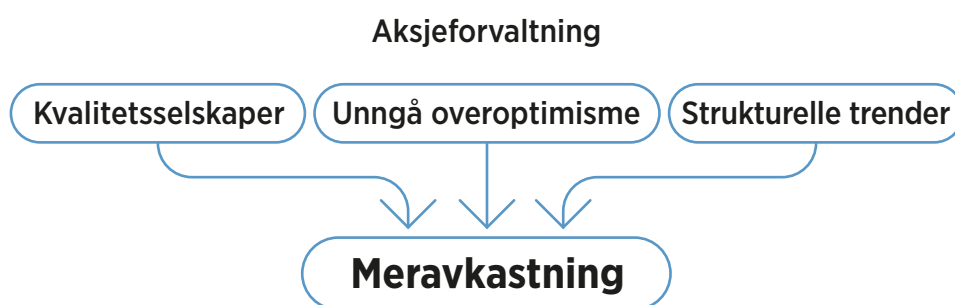 Aksjeforvaltning
Kvalitetsselskaper
Unngå overoptimisme
Strukturelle trender
Meravkastning